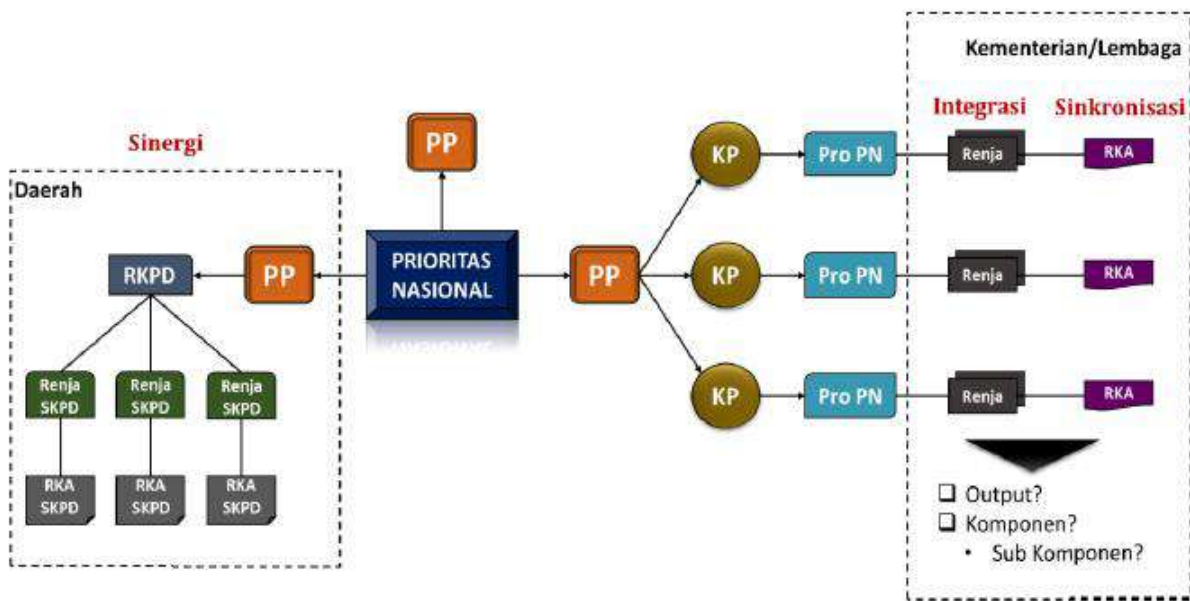 Kementerian/Lembaga
Integrasi
Sinkronisasi
Sinergi
PP
KP
Pro PN
Renja
RKA
Daerah
RKPD
PP
PRIORITAS
NASIONAL
PP
KP
Pro PN
Renja
RKA
Renja
SKPD
Renja
SKPD
Renja
SKPD
KP
Pro PN
Renja
RKA
RKA
SKPD
RKA
SKPD
RKA
SKPD
❑ Output?
❑ Komponen?
• Sub Komponen?